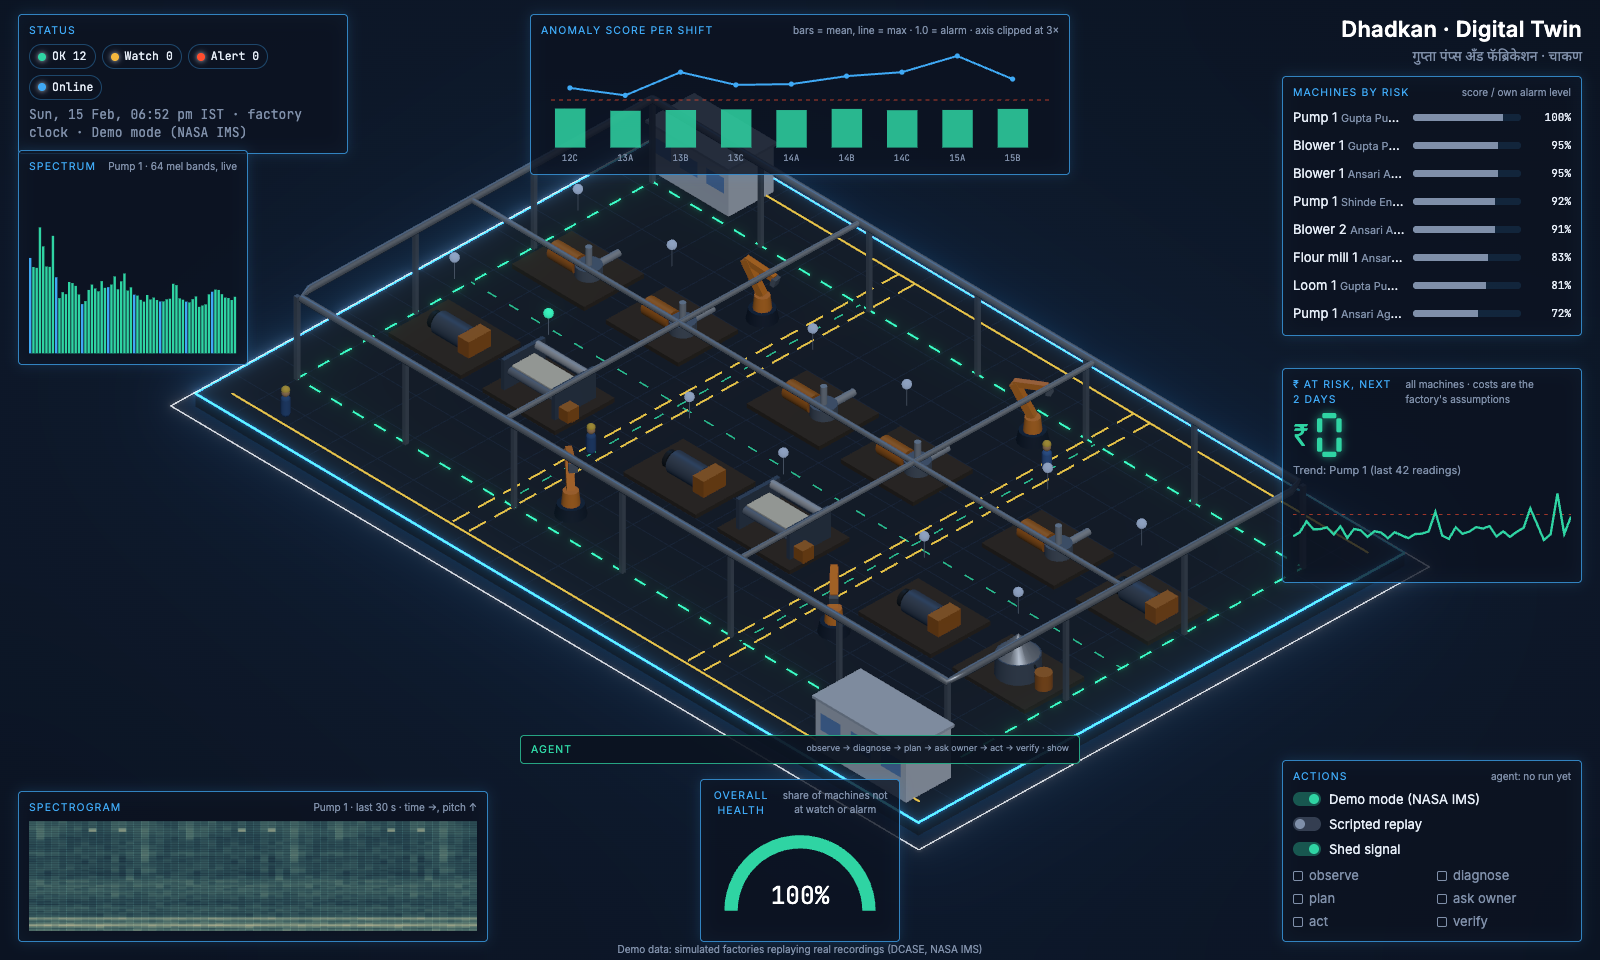 STATUS
OK 12
Watch 0
Alert 0
Online
Sun, 15 Feb, 06:52 pm IST · factory
clock · Demo mode (NASA IMS)
SPECTRUM
Pump 1 · 64 mel bands, live
ANOMALY SCORE PER SHIFT
bars = mean, line = max · 1.0 = alarm · axis clipped at 3×
12C 13A 13B 13C 14A 14B 14C 15A 15B
Dhadkan · Digital Twin
गुप्ता पंप्स अँड फॅब्रिकेशन · चाकण
MACHINES BY RISK
score / own alarm level
Pump 1 Gupta Pu... 100%
Blower 1 Gupta P... 95%
Blower 1 Ansari A... 95%
Pump 1 Shinde En... 92%
Blower 2 Ansari A... 91%
Flour mill 1 Ansar... 83%
Loom 1 Gupta Pu... 81%
Pump 1 Ansari Ag... 72%
₹ AT RISK, NEXT
2 DAYS
all machines · costs are the
factory's assumptions
₹ 0
Trend: Pump 1 (last 42 readings)
AGENT
observe → diagnose → plan → ask owner → act → verify · show
SPECTROGRAM
Pump 1 · last 30 s · time →, pitch ↑
OVERALL
HEALTH
share of machines not
at watch or alarm
100%
ACTIONS
agent: no run yet
Demo mode (NASA IMS)
Scripted replay
Shed signal
observe
diagnose
plan
ask owner
act
verify
Demo data: simulated factories replaying real recordings (DCASE, NASA IMS)